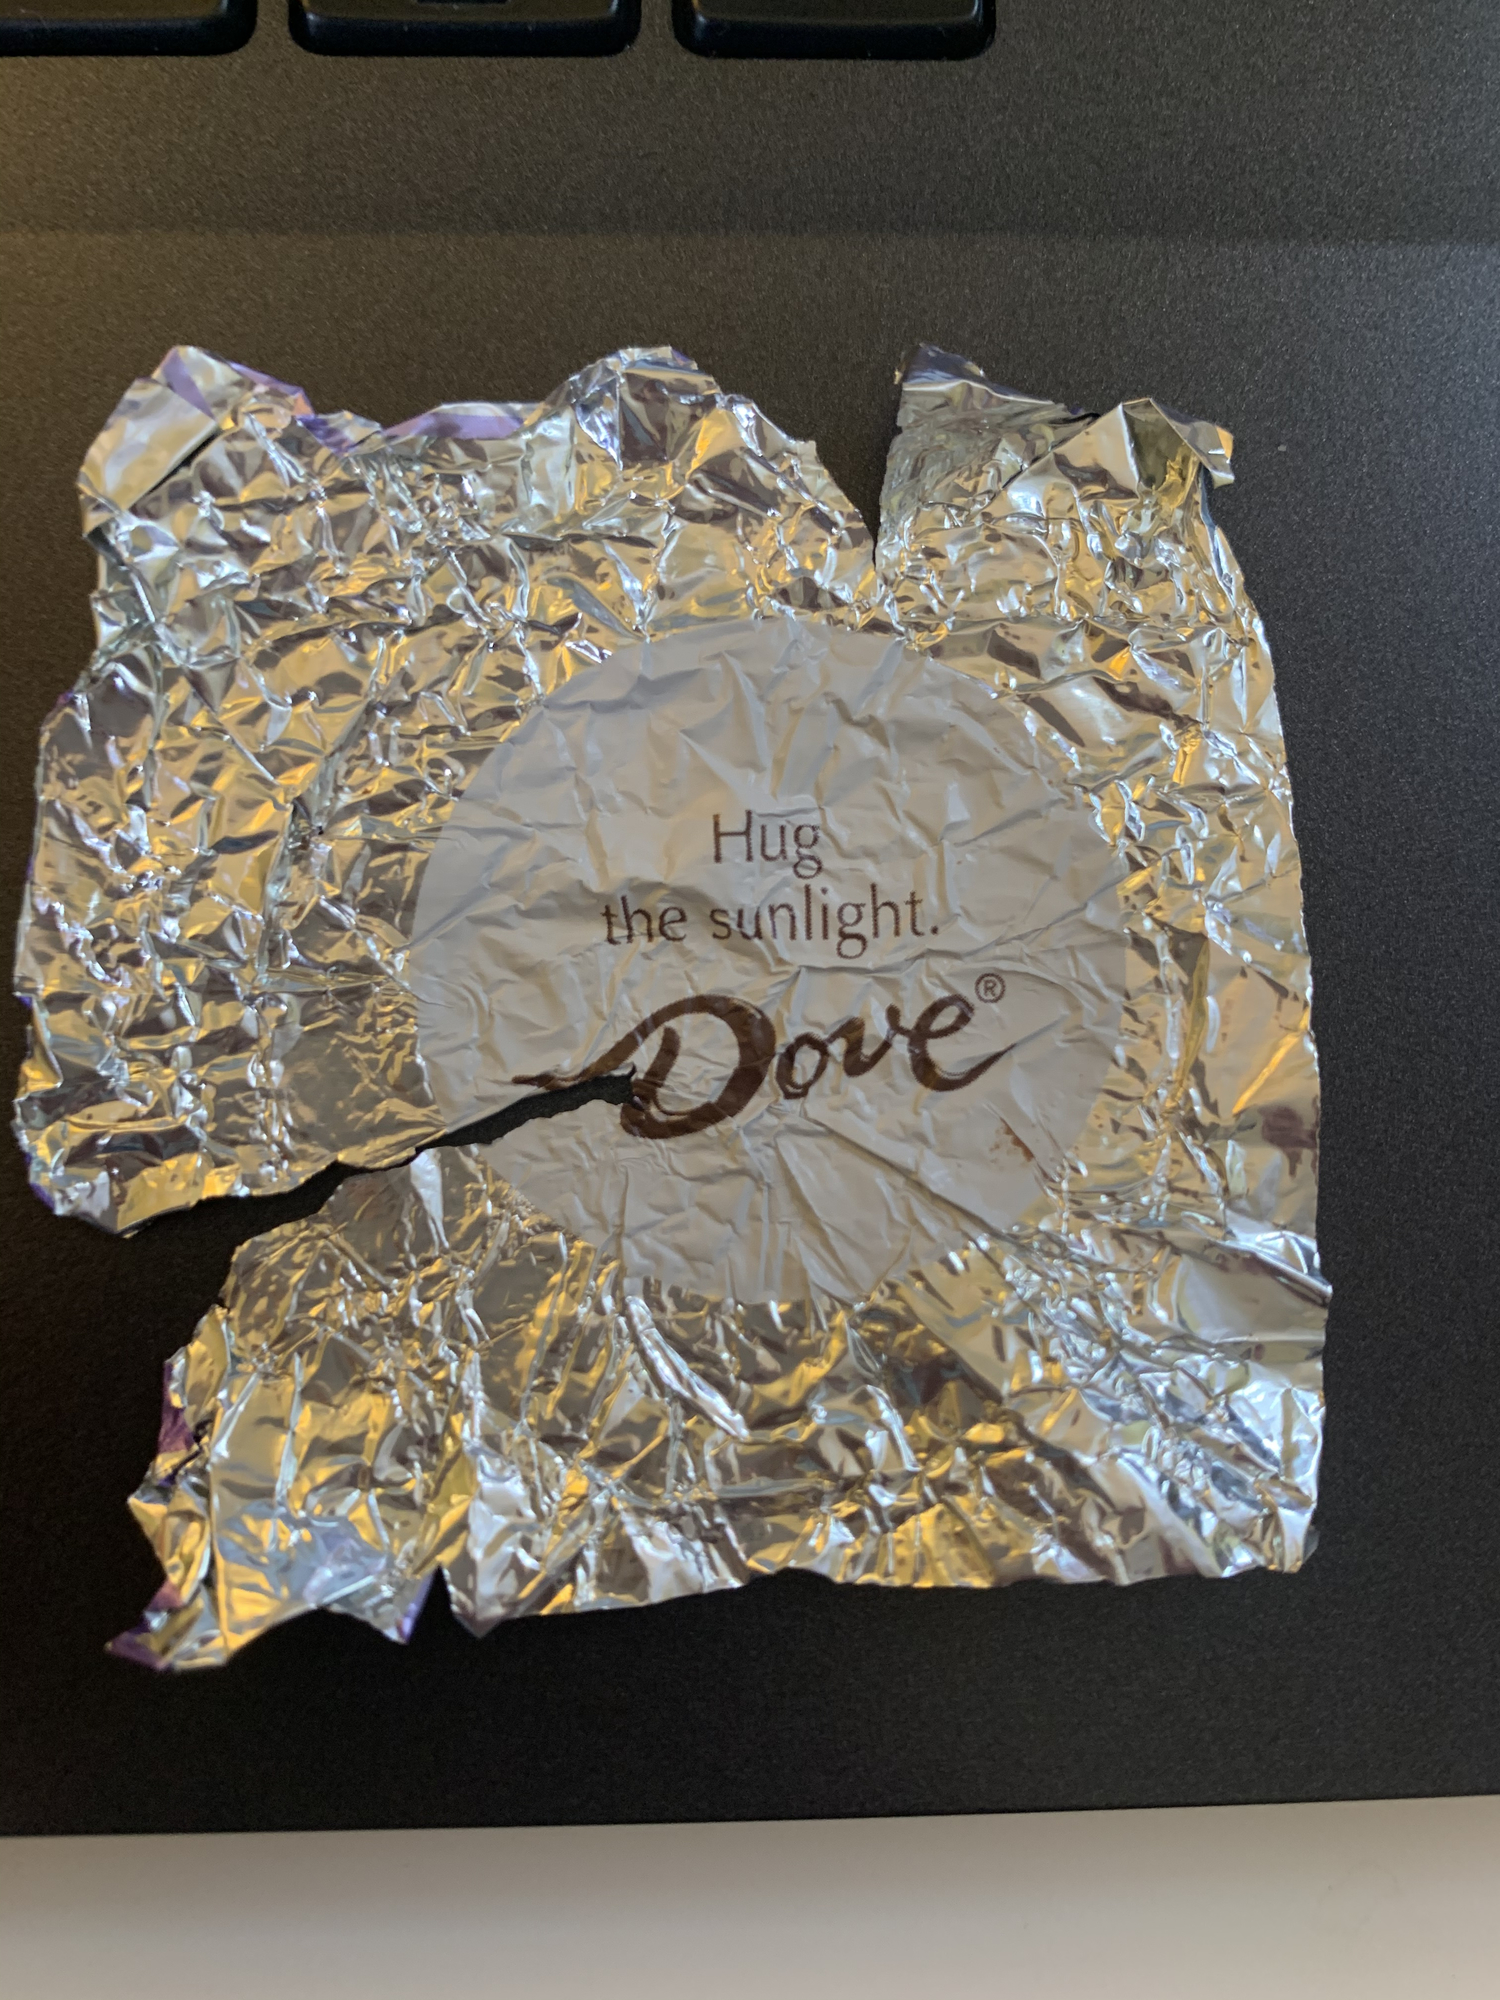 Hug
the sunlight.
Dove®